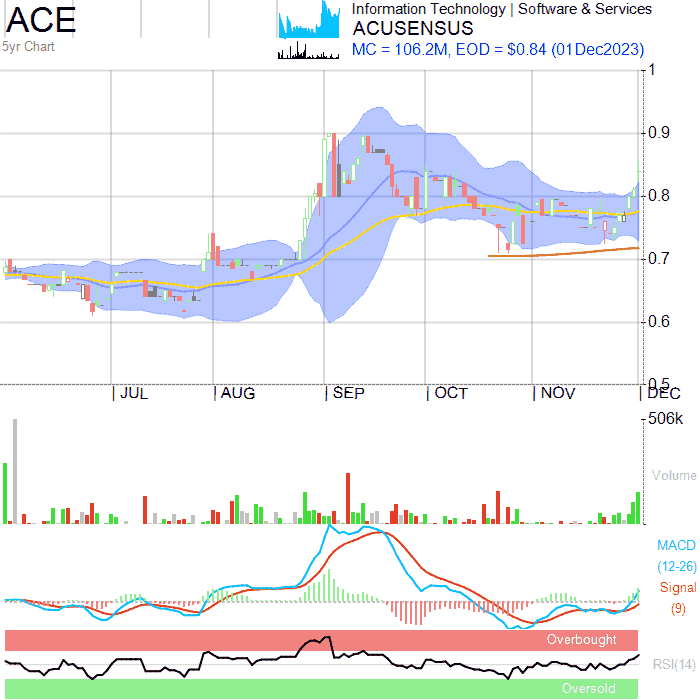 ACE
5yr Chart
Information Technology | Software & Services
ACUSENSUS
MC = 106.2M, EOD = $0.84 (01Dec2023)
1
0.9
0.8
0.7
0.6
0.5
JUL AUG SEP OCT NOV DEC
506k
Volume
MACD
(12-26)
Signal
(9)
Overbought
RSI(14)
Oversold